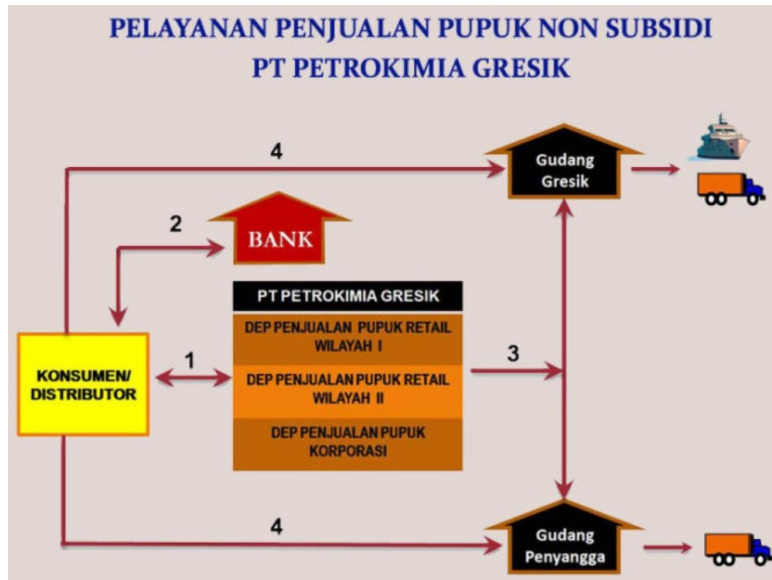 PELAYANAN PENJUALAN PUPUK NON SUBSIDI
PT PETROKIMIA GRESIK
4
Gudang
Gresik
2
BANK
PT PETROKIMIA GRESIK
DEP PENJUALAN PUPUK RETAIL
WILAYAH I
1
3
KONSUMEN/
DISTRIBUTOR
DEP PENJUALAN PUPUK RETAIL
WILAYAH II
DEP PENJUALAN PUPUK
KORPORASI
4
Gudang
Penyangga